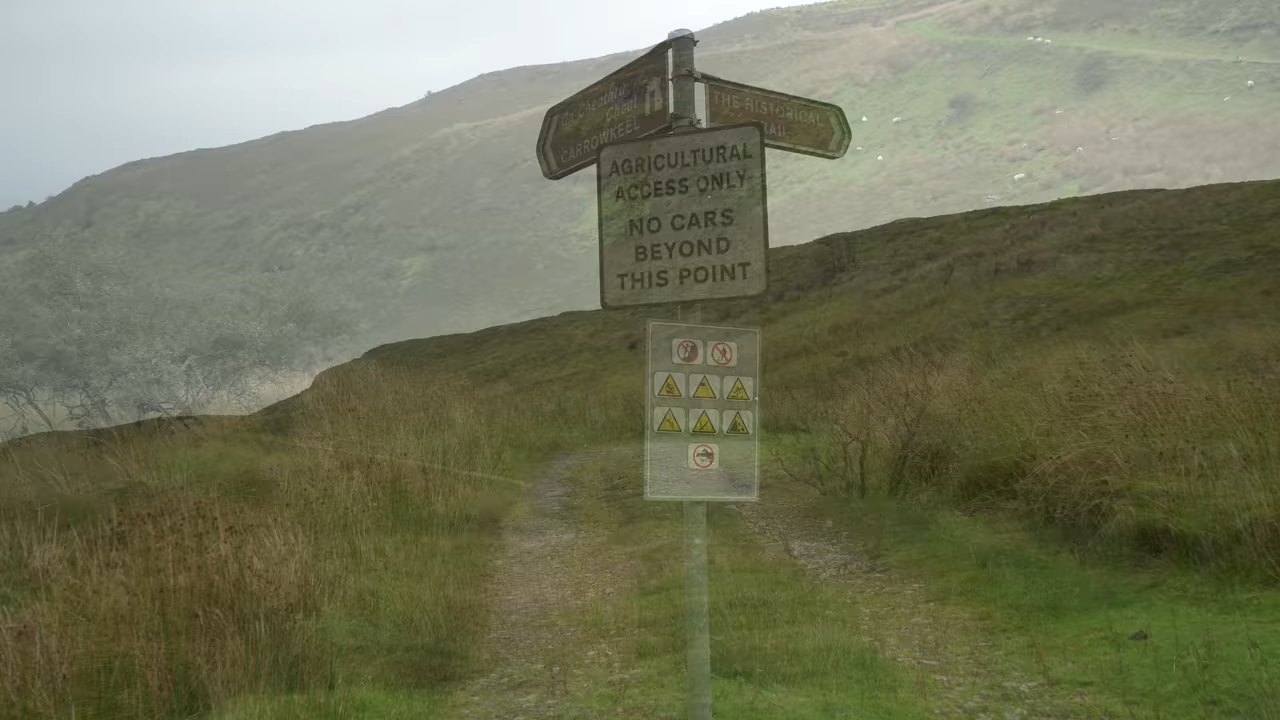 CARROWKEEL
THE HISTORICAL
TRAIL
AGRICULTURAL
ACCESS ONLY
NO CARS
BEYOND
THIS POINT